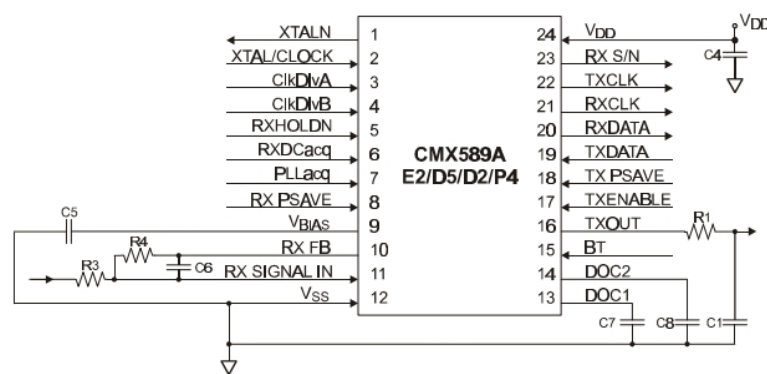 XTALN 1 24 VDD VDD
XTAL/CLOCK 2 23 RX S/N C4
ClkDivA 3 22 TXCLK
ClkDivB 4 21 RXCLK
RXHOLDN 5 20 RXDATA
RXDCacq 6 CMX589A 19 TXDATA
PLLacq 7 E2/D5/D2/P4 18 TX PSAVE
RX PSAVE 8 17 TXENABLE
C5 VBIAS 9 16 TXOUT R1
R4 RX FB 10 15 BT
R3 C6 RX SIGNAL IN 11 14 DOC2
VSS 12 13 DOC1
C7 C8 C1